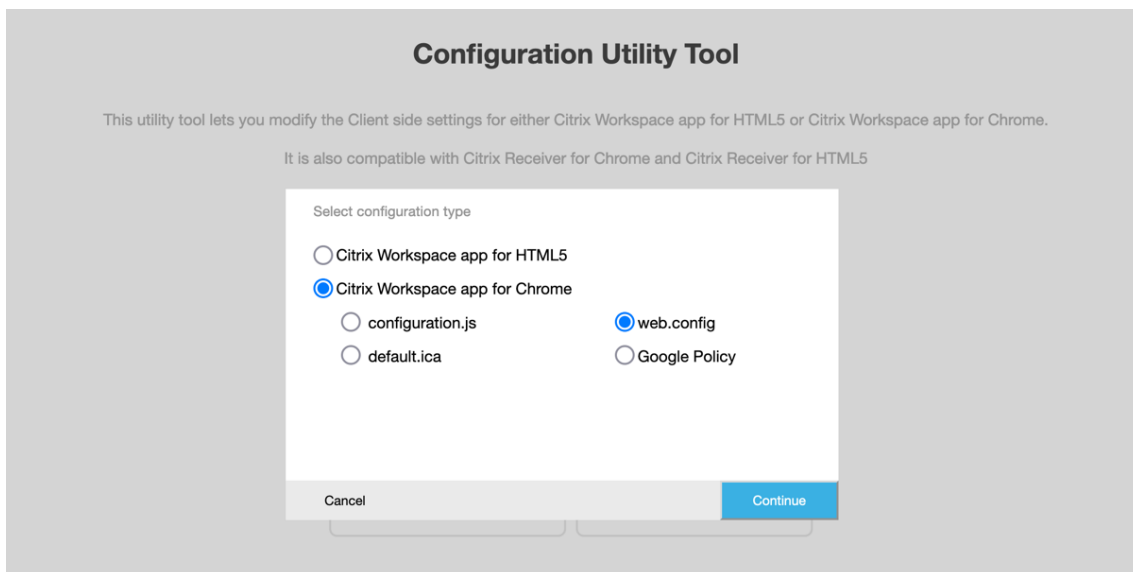 Configuration Utility Tool
This utility tool lets you modify the Client side settings for either Citrix Workspace app for HTML5 or Citrix Workspace app for Chrome.
It is also compatible with Citrix Receiver for Chrome and Citrix Receiver for HTML5
Select configuration type
Citrix Workspace app for HTML5
Citrix Workspace app for Chrome
configuration.js web.config
default.ica Google Policy
Cancel Continue